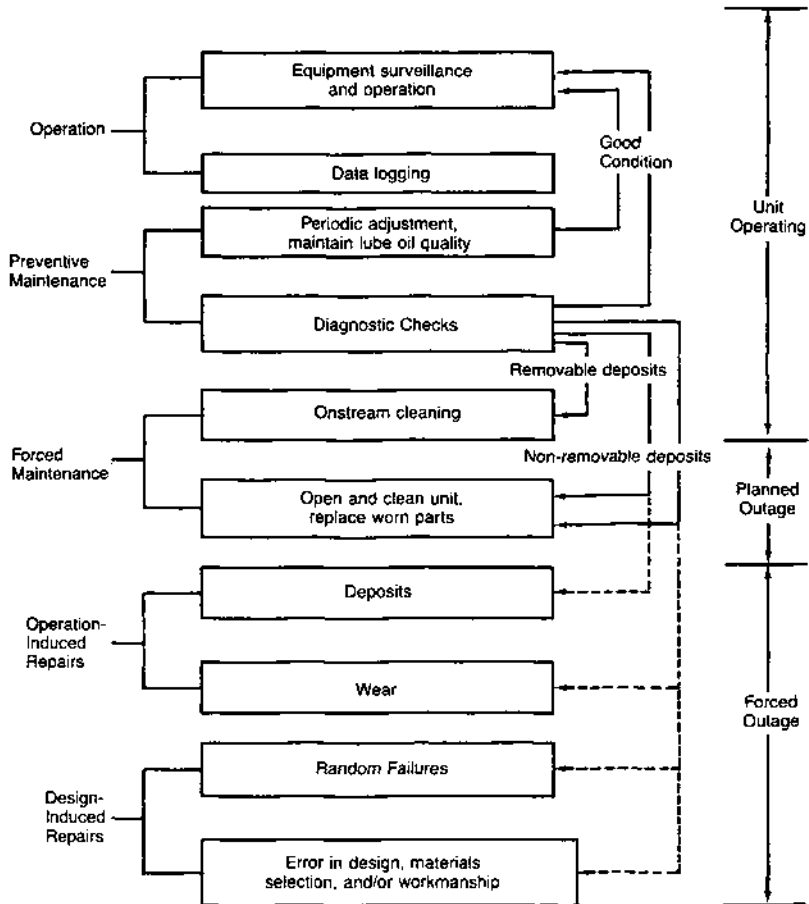 Equipment surveillance
and operation
Operation
Good
Condition
Data logging
Unit
Operating
Periodic adjustment,
maintain lube oil quality
Preventive
Maintenance
Diagnostic Checks
Removable deposits
Onstream cleaning
Forced
Maintenance
Non-removable deposits
Open and clean unit,
replace worn parts
Planned
Outage
Deposits
Operation-
Induced
Repairs
Wear
Forced
Outage
Random Failures
Design-
Induced
Repairs
Error in design, materials
selection, and/or workmanship